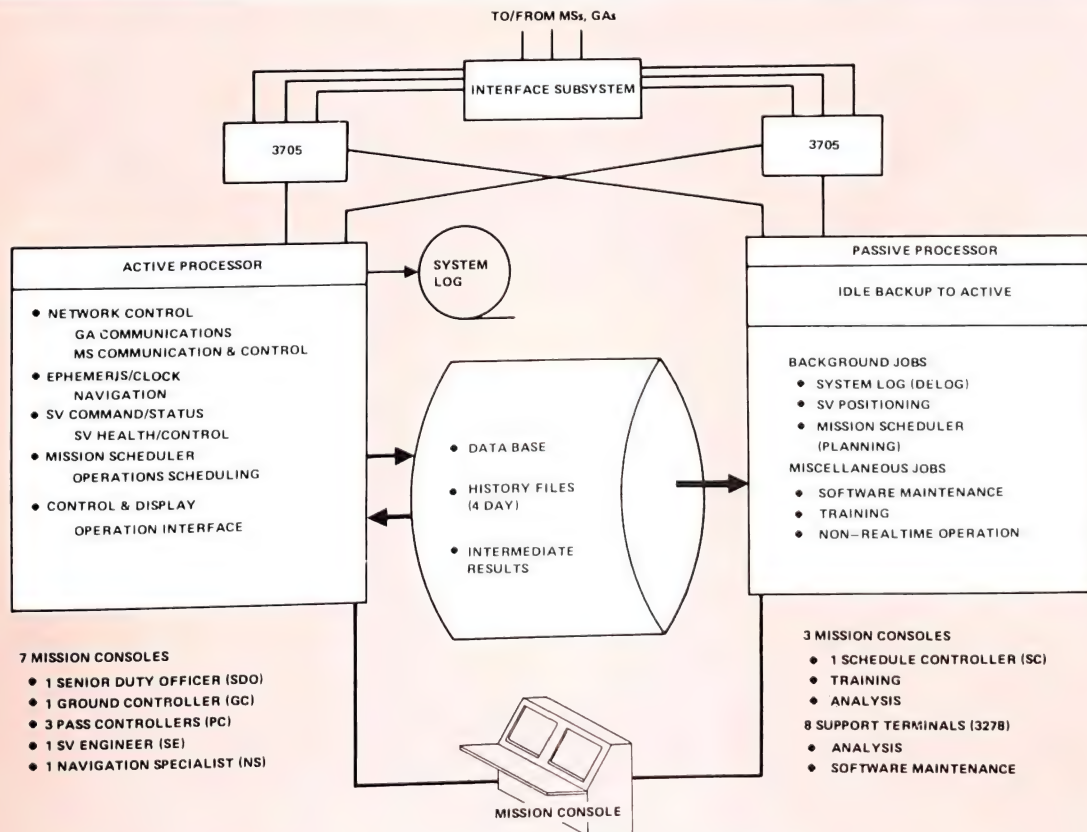 TO/FROM MSs, GAs
INTERFACE SUBSYSTEM
3705
3705
ACTIVE PROCESSOR
• NETWORK CONTROL
GA COMMUNICATIONS
MS COMMUNICATION & CONTROL
• EPHEMERIS/CLOCK
NAVIGATION
• SV COMMAND/STATUS
SV HEALTH/CONTROL
• MISSION SCHEDULER
OPERATIONS SCHEDULING
• CONTROL & DISPLAY
OPERATION INTERFACE
SYSTEM
LOG
• DATA BASE
• HISTORY FILES
(4 DAY)
• INTERMEDIATE
RESULTS
PASSIVE PROCESSOR
IDLE BACKUP TO ACTIVE
BACKGROUND JOBS
• SYSTEM LOG (DELOG)
• SV POSITIONING
• MISSION SCHEDULER
(PLANNING)
MISCELLANEOUS JOBS
• SOFTWARE MAINTENANCE
• TRAINING
• NON-REALTIME OPERATION
7 MISSION CONSOLES
• 1 SENIOR DUTY OFFICER (SDO)
• 1 GROUND CONTROLLER (GC)
• 3 PASS CONTROLLERS (PC)
• 1 SV ENGINEER (SE)
• 1 NAVIGATION SPECIALIST (NS)
MISSION CONSOLE
3 MISSION CONSOLES
• 1 SCHEDULE CONTROLLER (SC)
• TRAINING
• ANALYSIS
8 SUPPORT TERMINALS (3278)
• ANALYSIS
• SOFTWARE MAINTENANCE